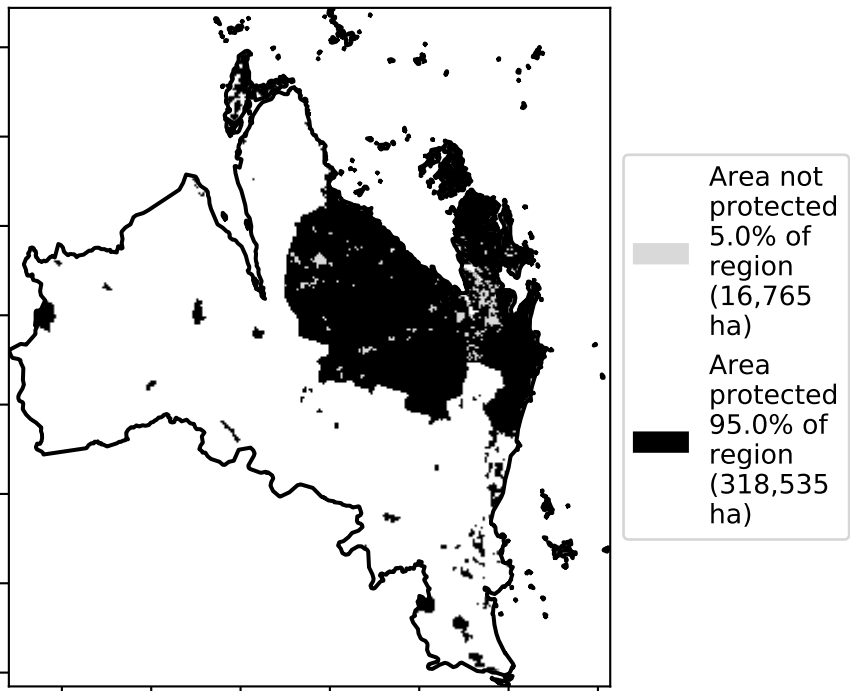 Area not
protected
5.0% of
region
(16,765
ha)
Area
protected
95.0% of
region
(318,535
ha)